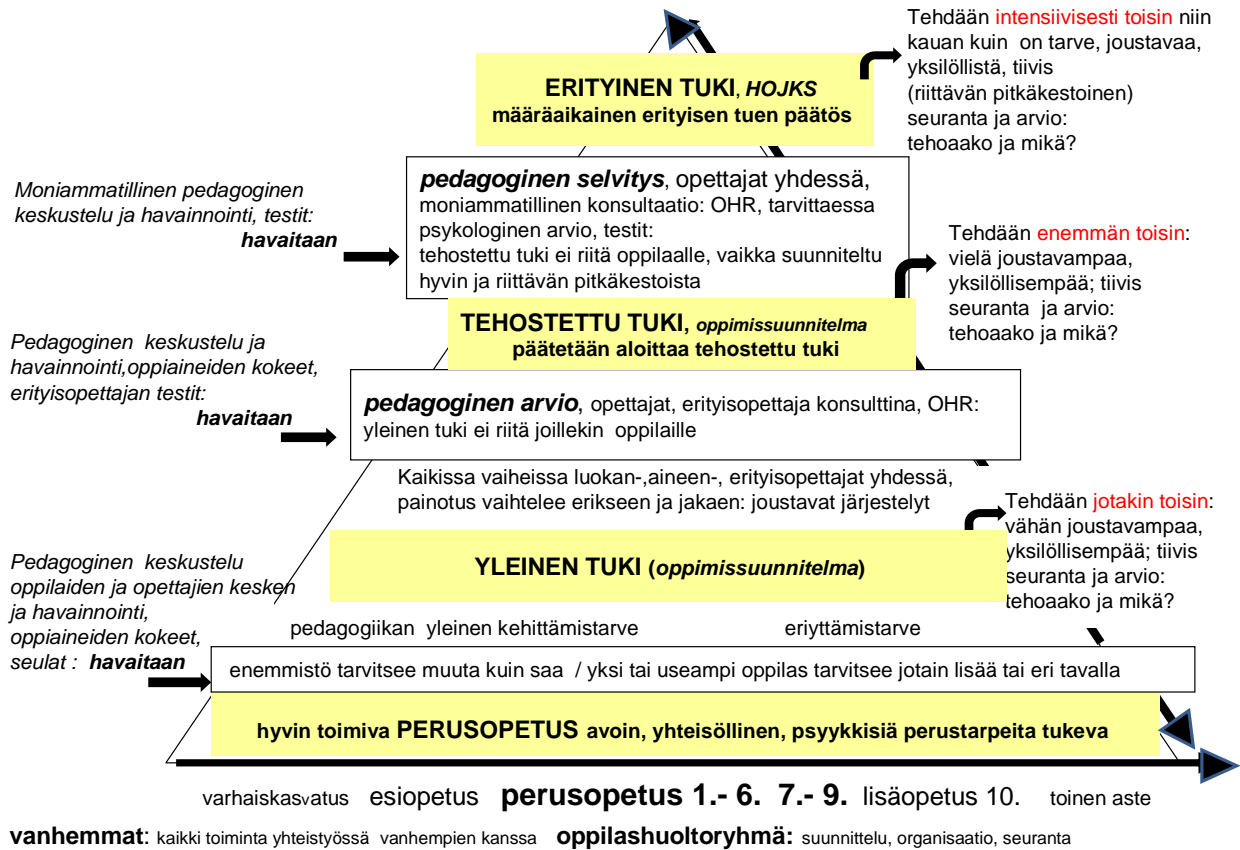 Tehdään intensiivisesti toisin niin
kauan kuin on tarve, joustavaa,
yksilöllistä, tiivis
(riittävän pitkäkestoinen)
seuranta ja arvio:
tehoaako ja mikä?
ERITYINEN TUKI, HOJKS
määräaikainen erityisen tuen päätös
Moniammatillinen pedagoginen
keskustelu ja havainnointi, testit:
havaitaan
pedagoginen selvitys, opettajat yhdessä,
moniammatillinen konsultaatio: OHR, tarvittaessa
psykologinen arvio, testit:
tehostettu tuki ei riitä oppilaalle, vaikka suunniteltu
hyvin ja riittävän pitkäkestoista
Tehdään enemmän toisin:
vielä joustavampaa,
yksilöllisempää; tiivis
seuranta ja arvio:
tehoaako ja mikä?
TEHOSTETTU TUKI, oppimissuunnitelma
päätetään aloittaa tehostettu tuki
Pedagoginen keskustelu ja
havainnointi,oppiaineiden kokeet,
erityisopettajan testit:
havaitaan
pedagoginen arvio, opettajat, erityisopettaja konsulttina, OHR:
yleinen tuki ei riitä joillekin oppilaille
Kaikissa vaiheissa luokan-,aineen-, erityisopettajat yhdessä,
painotus vaihtelee erikseen ja jakaen: joustavat järjestelyt
Tehdään jotakin toisin:
vähän joustavampaa,
yksilöllisempää; tiivis
seuranta ja arvio:
tehoaako ja mikä?
YLEINEN TUKI (oppimissuunnitelma)
Pedagoginen keskustelu
oppilaiden ja opettajien kesken
ja havainnointi,
oppiaineiden kokeet,
seulat : havaitaan
pedagogiikan yleinen kehittämistarve eriyttämistarve
enemmistö tarvitsee muuta kuin saa / yksi tai useampi oppilas tarvitsee jotain lisää tai eri tavalla
hyvin toimiva PERUSOPETUS avoin, yhteisöllinen, psyykkisiä perustarpeita tukeva
varhaiskasvatus esiopetus perusopetus 1.- 6. 7.- 9. lisäopetus 10. toinen aste
vanhemmat: kaikki toiminta yhteistyössä vanhempien kanssa oppilashuoltoryhmä: suunnittelu, organisaatio, seuranta